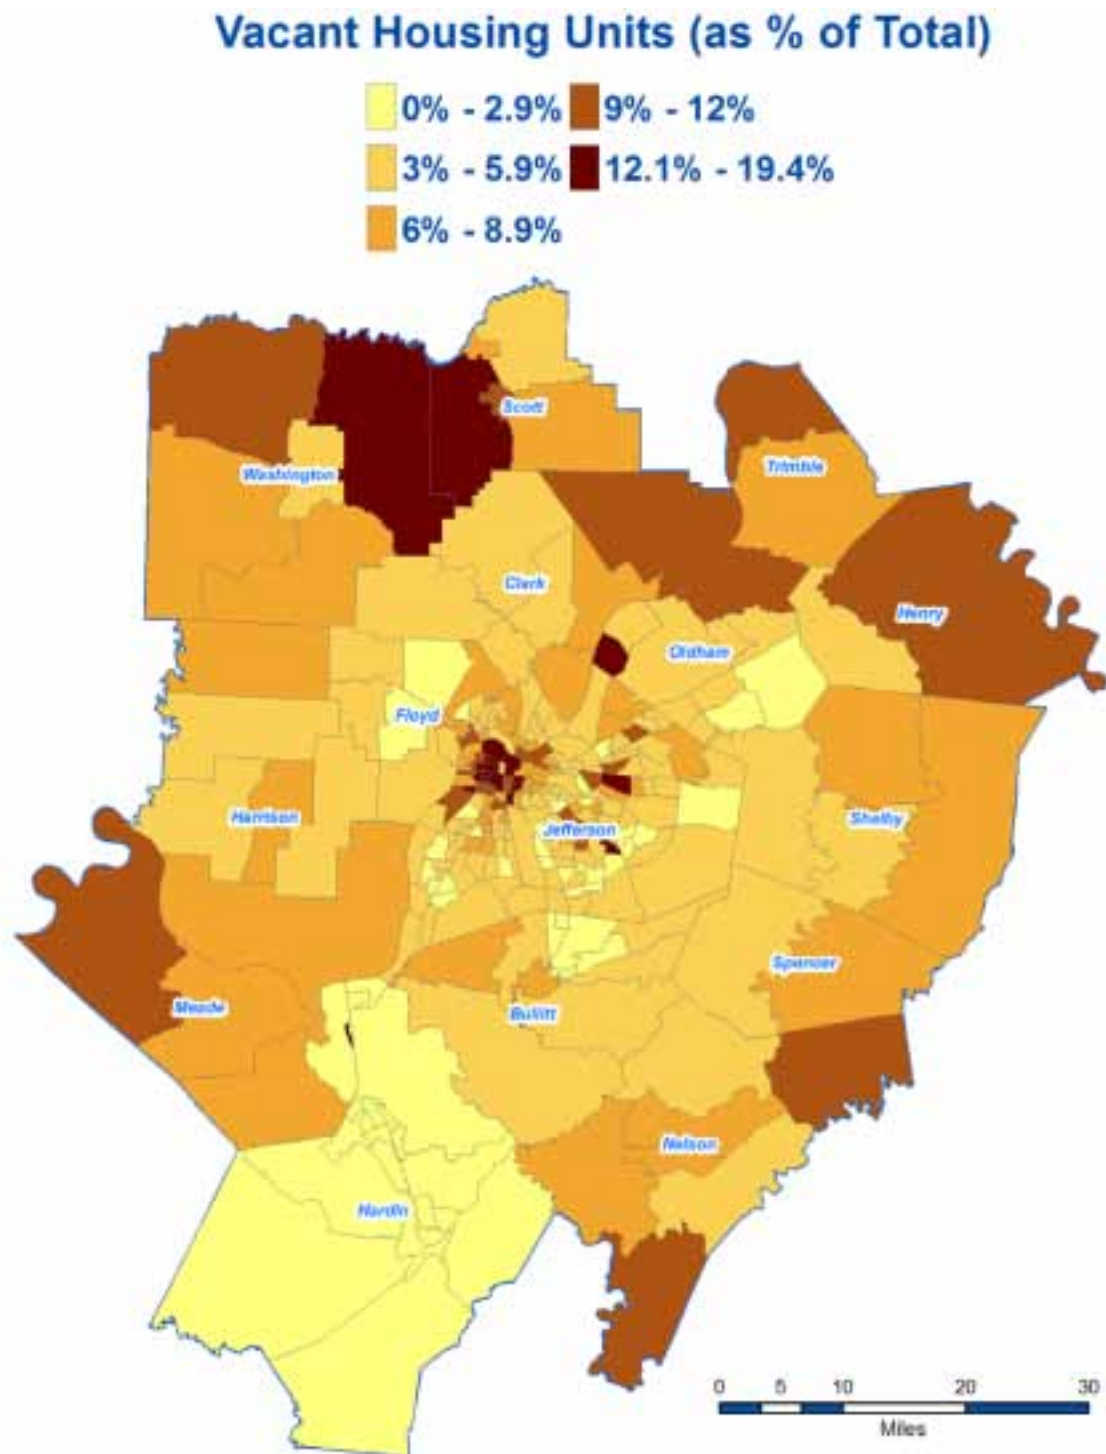 Vacant Housing Units (as % of Total)
0% - 2.9% 9% - 12%
3% - 5.9% 12.1% - 19.4%
6% - 8.9%
Scott
Trimble
Washington
Clark
Henry
Oldham
Floyd
Harrison
Jefferson
Shelby
Spencer
Meade
Bullitt
Nelson
Hardin
0 5 10 20 30
Miles